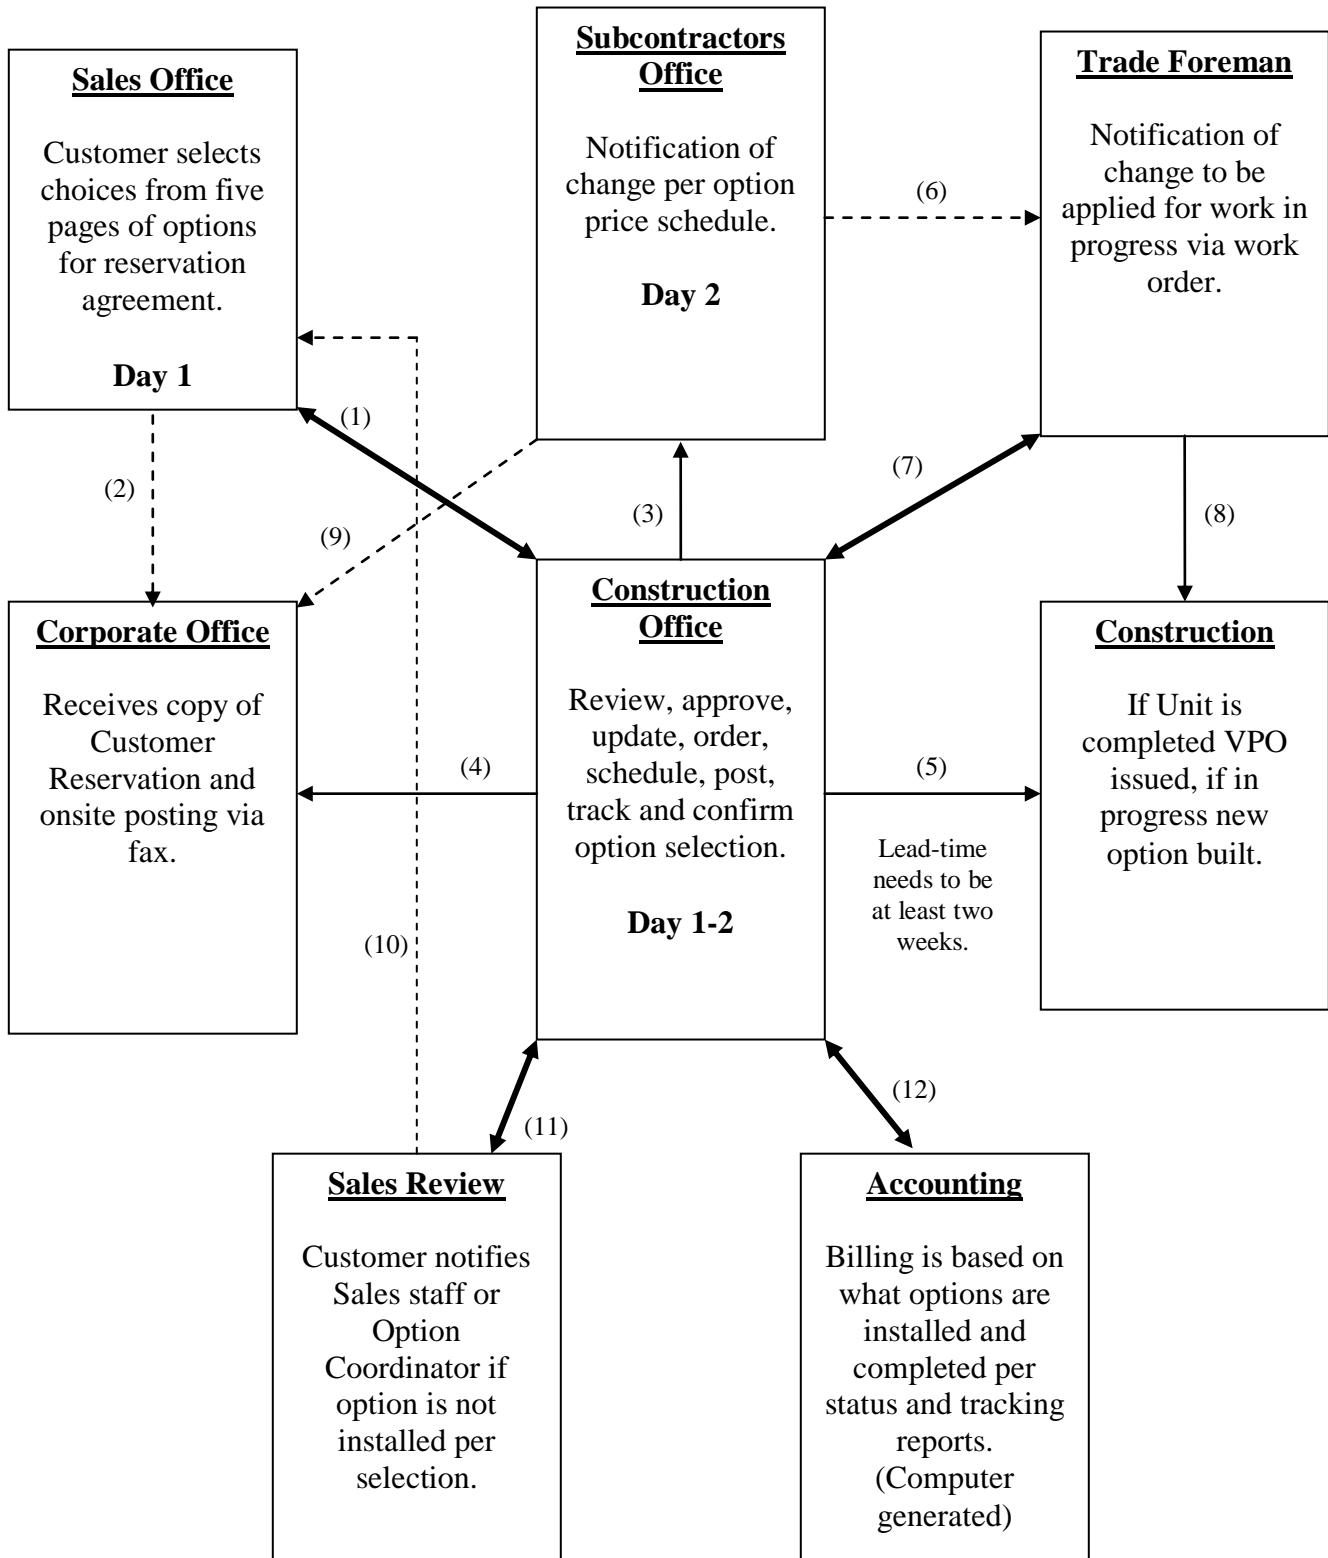 Sales Office
Customer selects
choices from five
pages of options
for reservation
agreement.
Day 1
Subcontractors
Office
Notification of
change per option
price schedule.
Day 2
(6)
Trade Foreman
Notification of
change to be
applied for work in
progress via work
order.
(1)
(2)
(9)
(3)
(7)
(8)
Corporate Office
Receives copy of
Customer
Reservation and
onsite posting via
fax.
(4)
Construction
Office
Review, approve,
update, order,
schedule, post,
track and confirm
option selection.
Day 1-2
(5)
Lead-time
needs to be
at least two
weeks.
Construction
If Unit is
completed VPO
issued, if in
progress new
option built.
(10)
(11)
(12)
Sales Review
Customer notifies
Sales staff or
Option
Coordinator if
option is not
installed per
selection.
Accounting
Billing is based on
what options are
installed and
completed per
status and tracking
reports.
(Computer
generated)